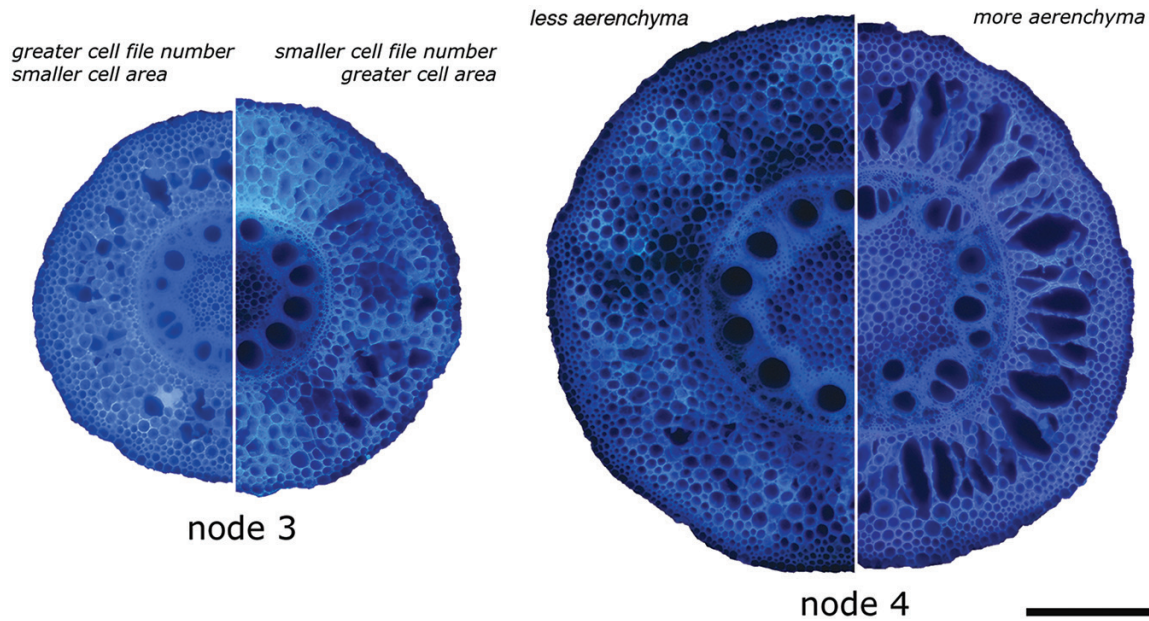 greater cell file number
smaller cell area
smaller cell file number
greater cell area
less aerenchyma
more aerenchyma
node 3
node 4